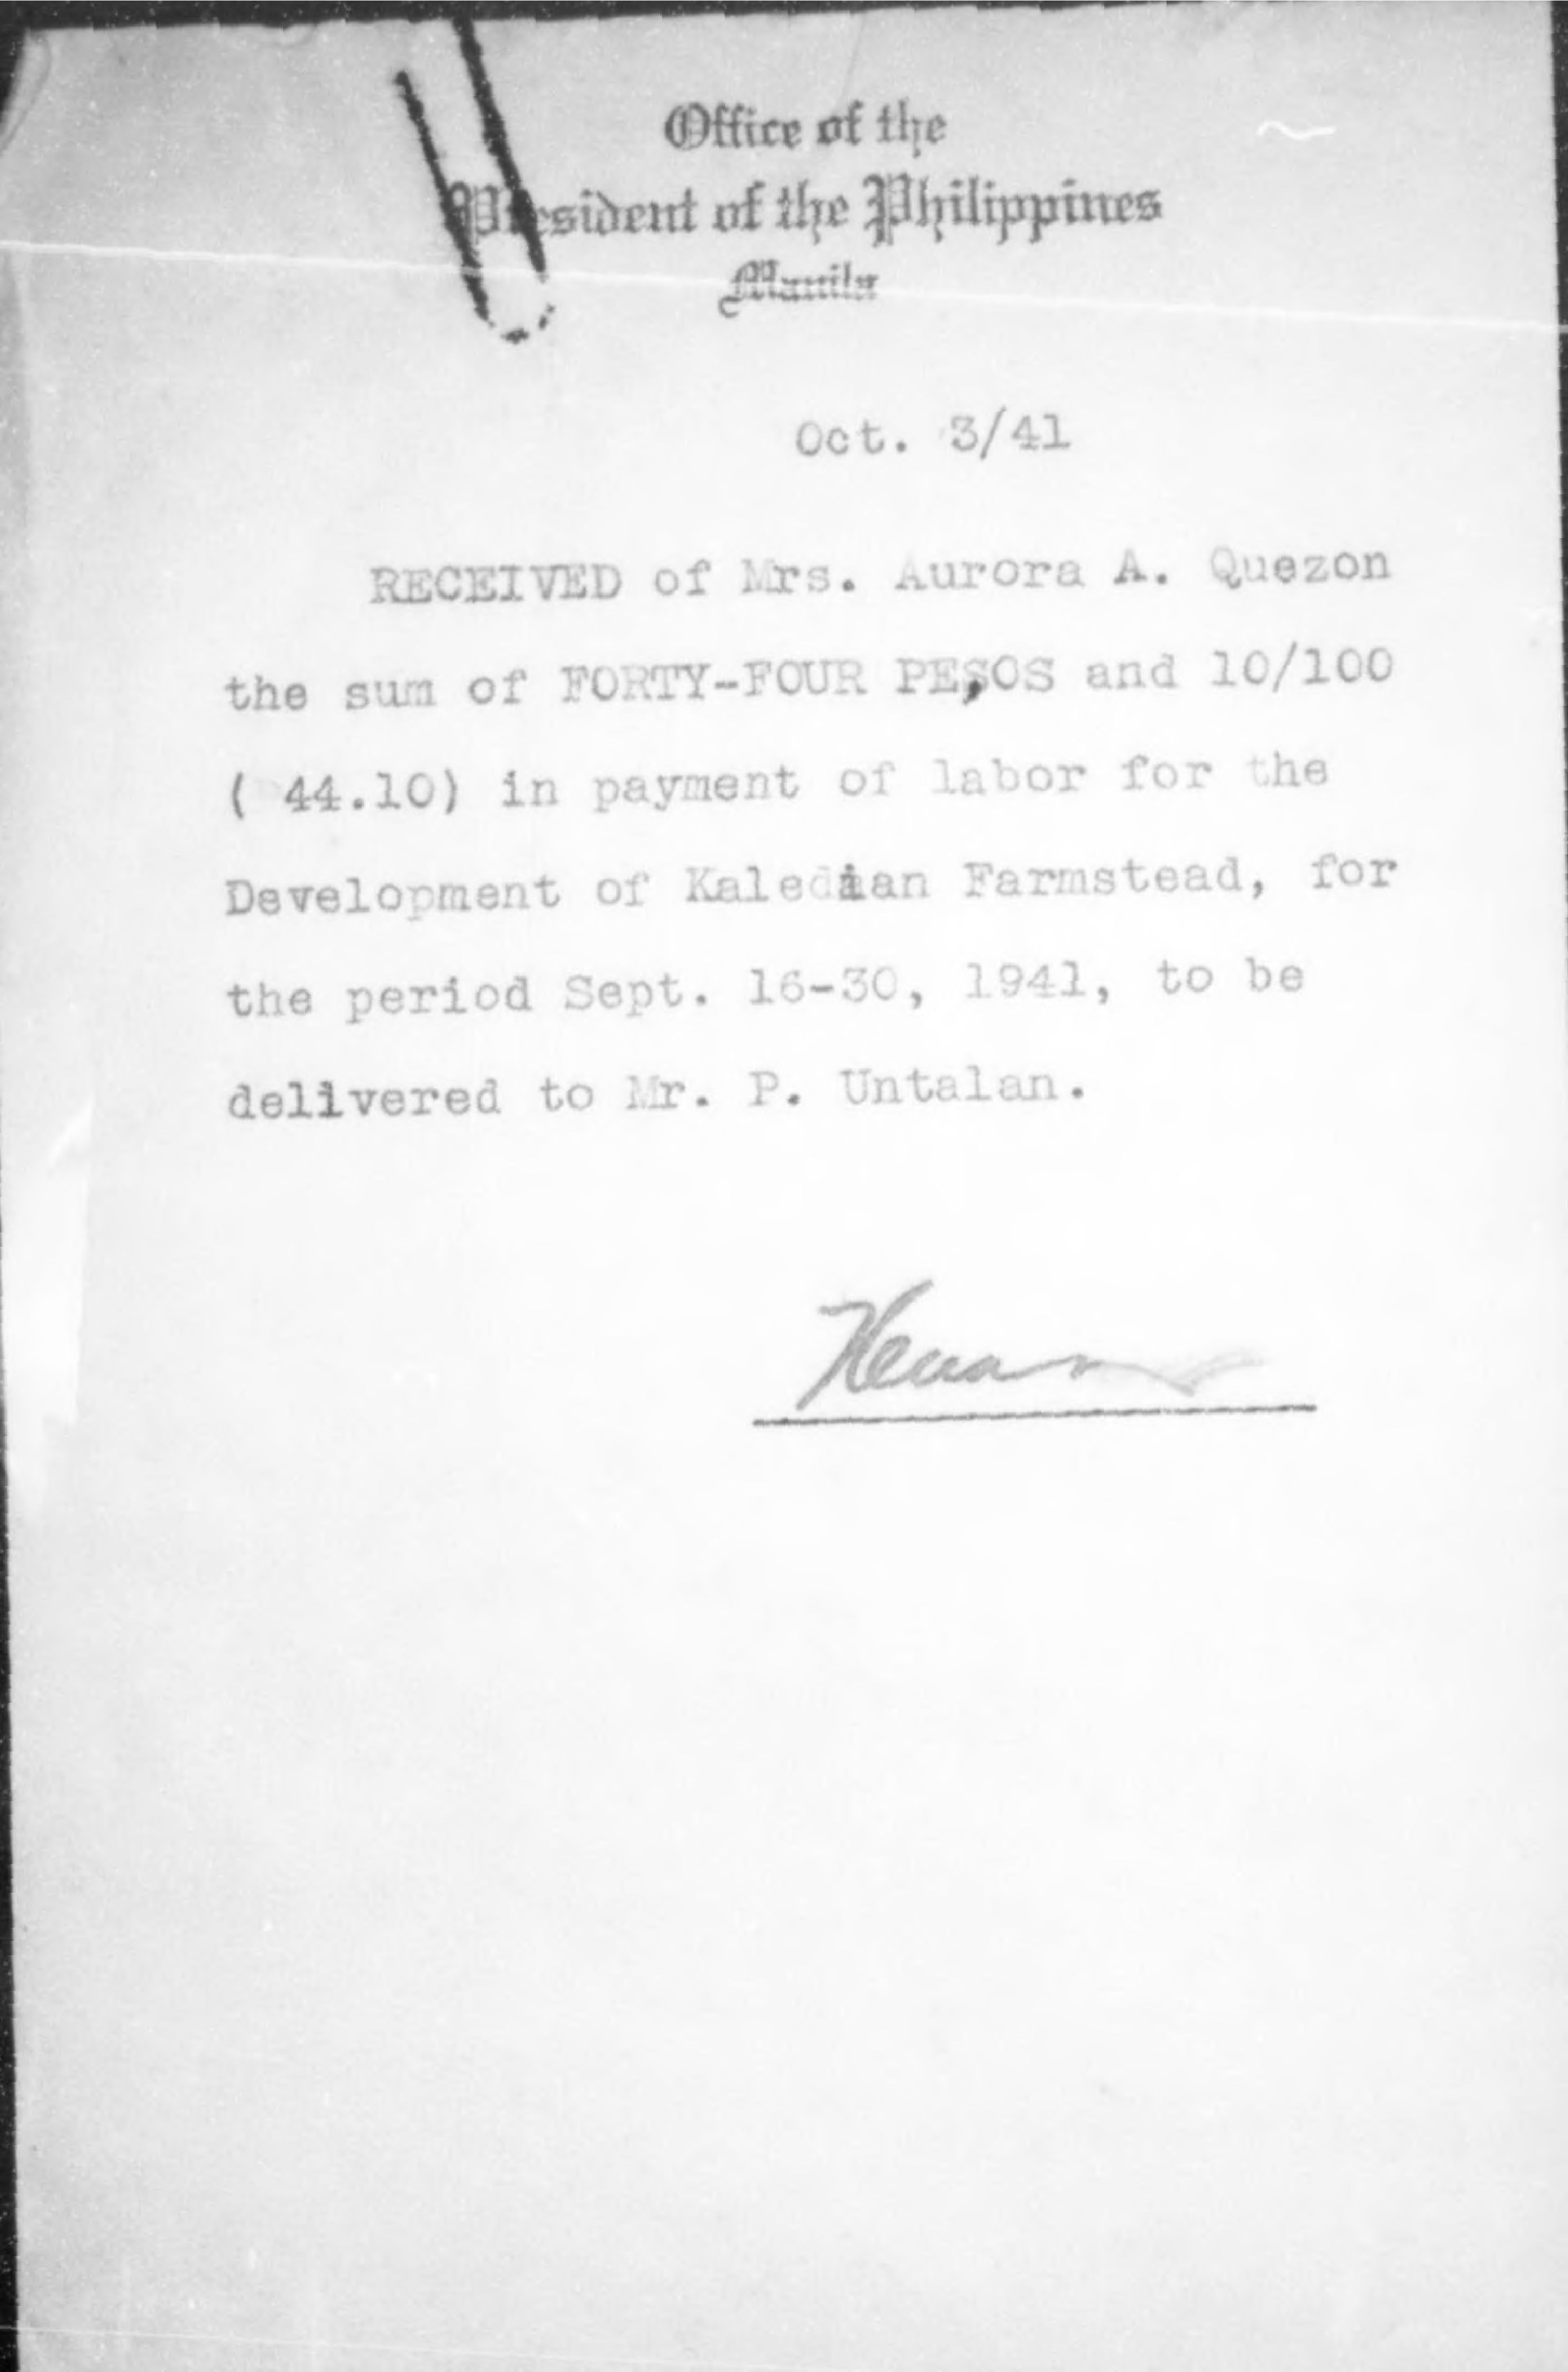 Office of the
President of the Philippines
Manila
Oct. 3/41
RECEIVED of Mrs. Aurora A. Quezon
the sum of FORTY-FOUR PESOS and 10/100
( 44.10) in payment of labor for the
Development of Kaledian Farmstead, for
the period Sept. 16-30, 1941, to be
delivered to Mr. P. Untalan.